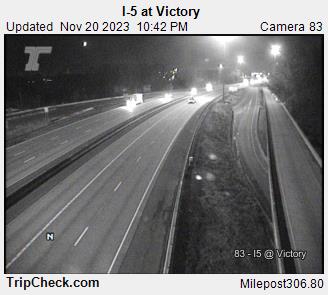 I-5 at Victory
Updated Nov 20 2023 10:42 PM Camera 83
T
N
83 - I5 @ Victory
TripCheck.com Milepost306.80